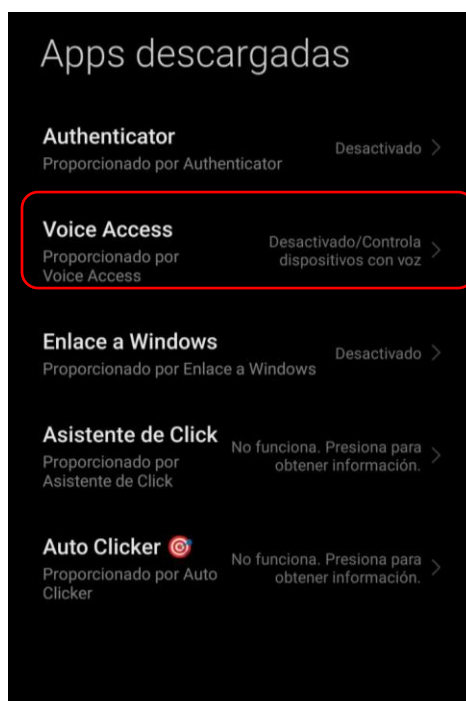 Apps descargadas
Authenticator
Proporcionado por Authenticator
Desactivado
Voice Access
Proporcionado por
Voice Access
Desactivado/Controla
dispositivos con voz
Enlace a Windows
Proporcionado por Enlace a Windows
Desactivado
Asistente de Click
Proporcionado por
Asistente de Click
No funciona. Presiona para
obtener información.
Auto Clicker 🎯
Proporcionado por Auto
Clicker
No funciona. Presiona para
obtener información.